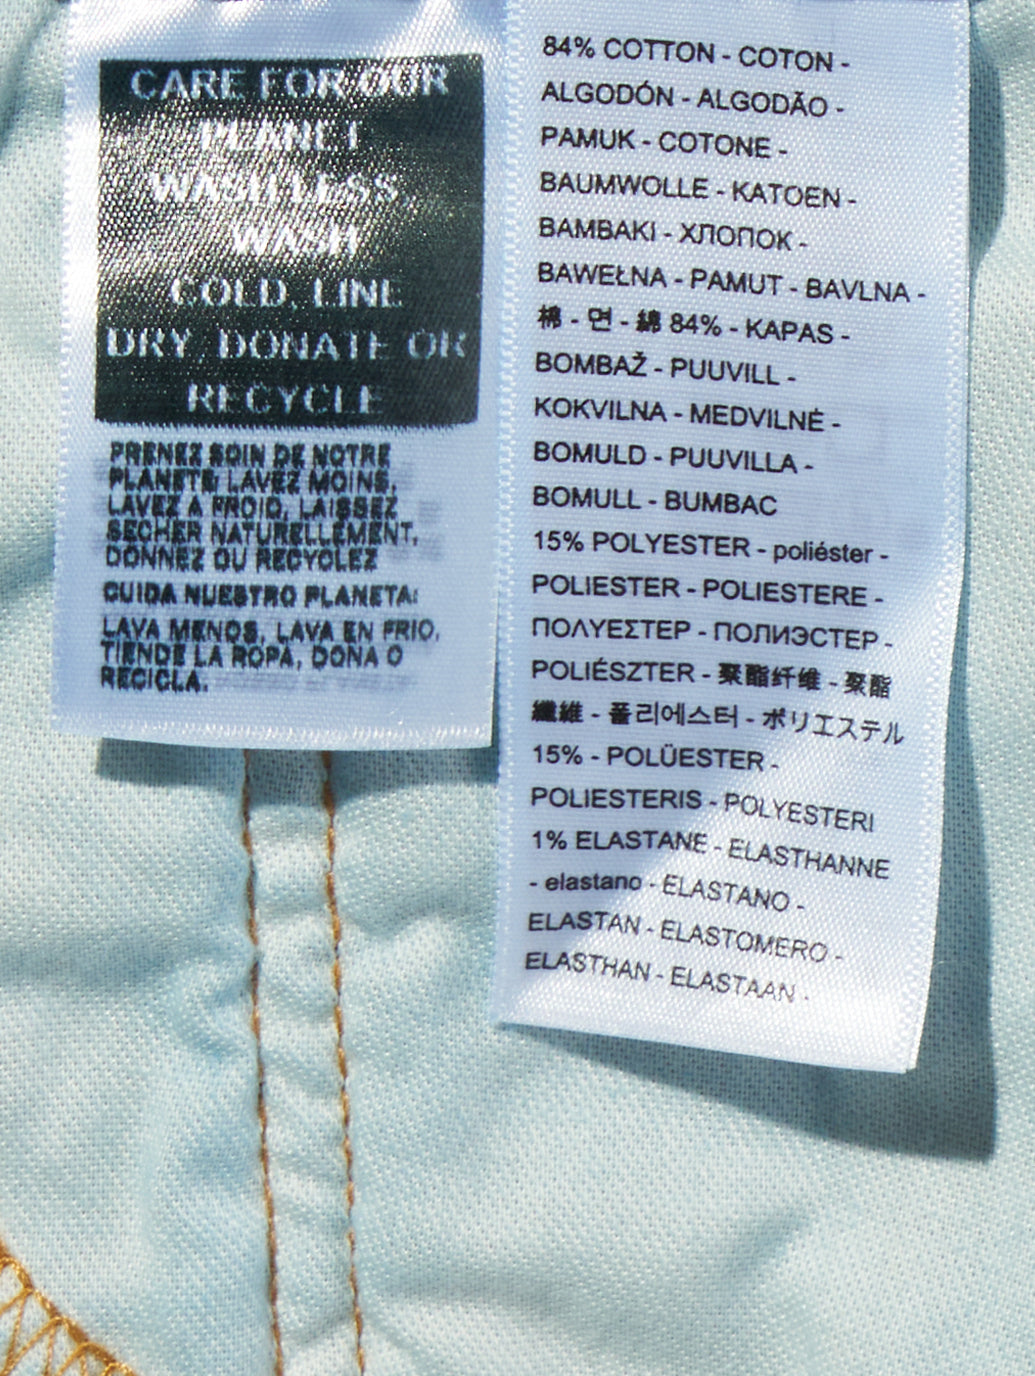 CARE FOR OUR
PLANET
WASH LESS,
WASH
COLD, LINE
DRY, DONATE OR
RECYCLE
PRENEZ SOIN DE NOTRE
PLANETE: LAVEZ MOINS,
LAVEZ A FROID, LAISSEZ
SECHER NATURELLEMENT,
DONNEZ OU RECYCLEZ
CUIDA NUESTRO PLANETA:
LAVA MENOS, LAVA EN FRIO,
TIENDE LA ROPA, DONA O
RECICLA.
84% COTTON - COTON -
ALGODÓN - ALGODÃO -
PAMUK - COTONE -
BAUMWOLLE - KATOEN -
BAMBAKI - ХЛОПОК -
BAWEŁNA - PAMUT - BAVLNA -
棉 - 면 - 綿 84% - KAPAS -
BOMBAŽ - PUUVILL -
KOKVILNA - MEDVILNĖ -
BOMULD - PUUVILLA -
BOMULL - BUMBAC
15% POLYESTER - poliéster -
POLIESTER - POLIESTERE -
ΠΟΛΥΕΣΤΕΡ - ПОЛИЭСТЕР -
POLIÉSZTER - 聚酯纤维 - 聚酯
纖維 - 폴리에스터 - ポリエステル
15% - POLÜESTER -
POLIESTERIS - POLYESTERI
1% ELASTANE - ELASTHANNE
- elastano - ELASTANO -
ELASTAN - ELASTOMERO -
ELASTHAN - ELASTAAN -